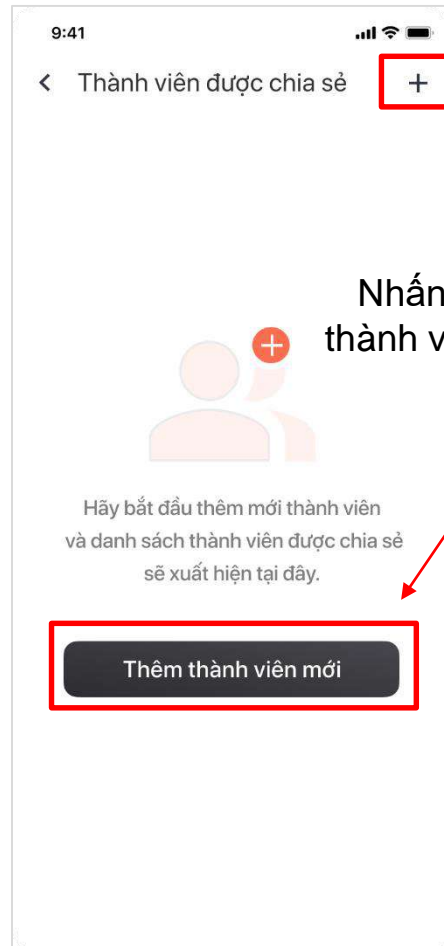 9:41
Thành viên được chia sẻ
Nhấn
thành v
Hãy bắt đầu thêm mới thành viên
và danh sách thành viên được chia sẻ
sẽ xuất hiện tại đây.
Thêm thành viên mới